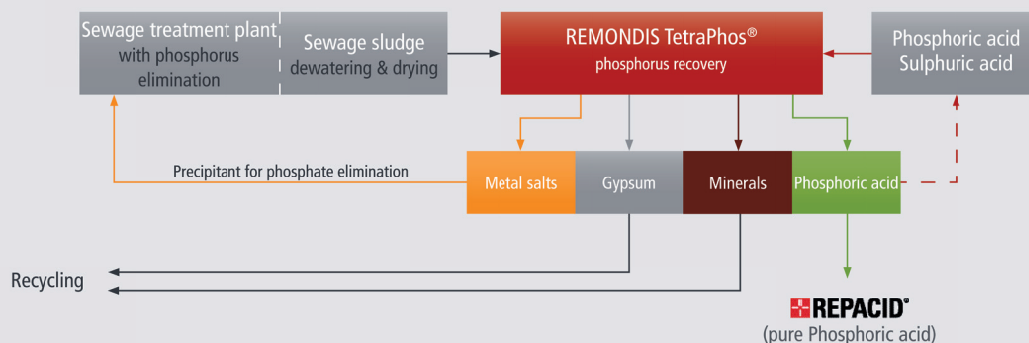 Sewage treatment plant
with phosphorus
elimination
Sewage sludge
dewatering & drying
REMONDIS TetraPhos®
phosphorus recovery
Phosphoric acid
Sulphuric acid
Precipitant for phosphate elimination
Metal salts
Gypsum
Minerals
Phosphoric acid
Recycling
REPACID®
(pure Phosphoric acid)